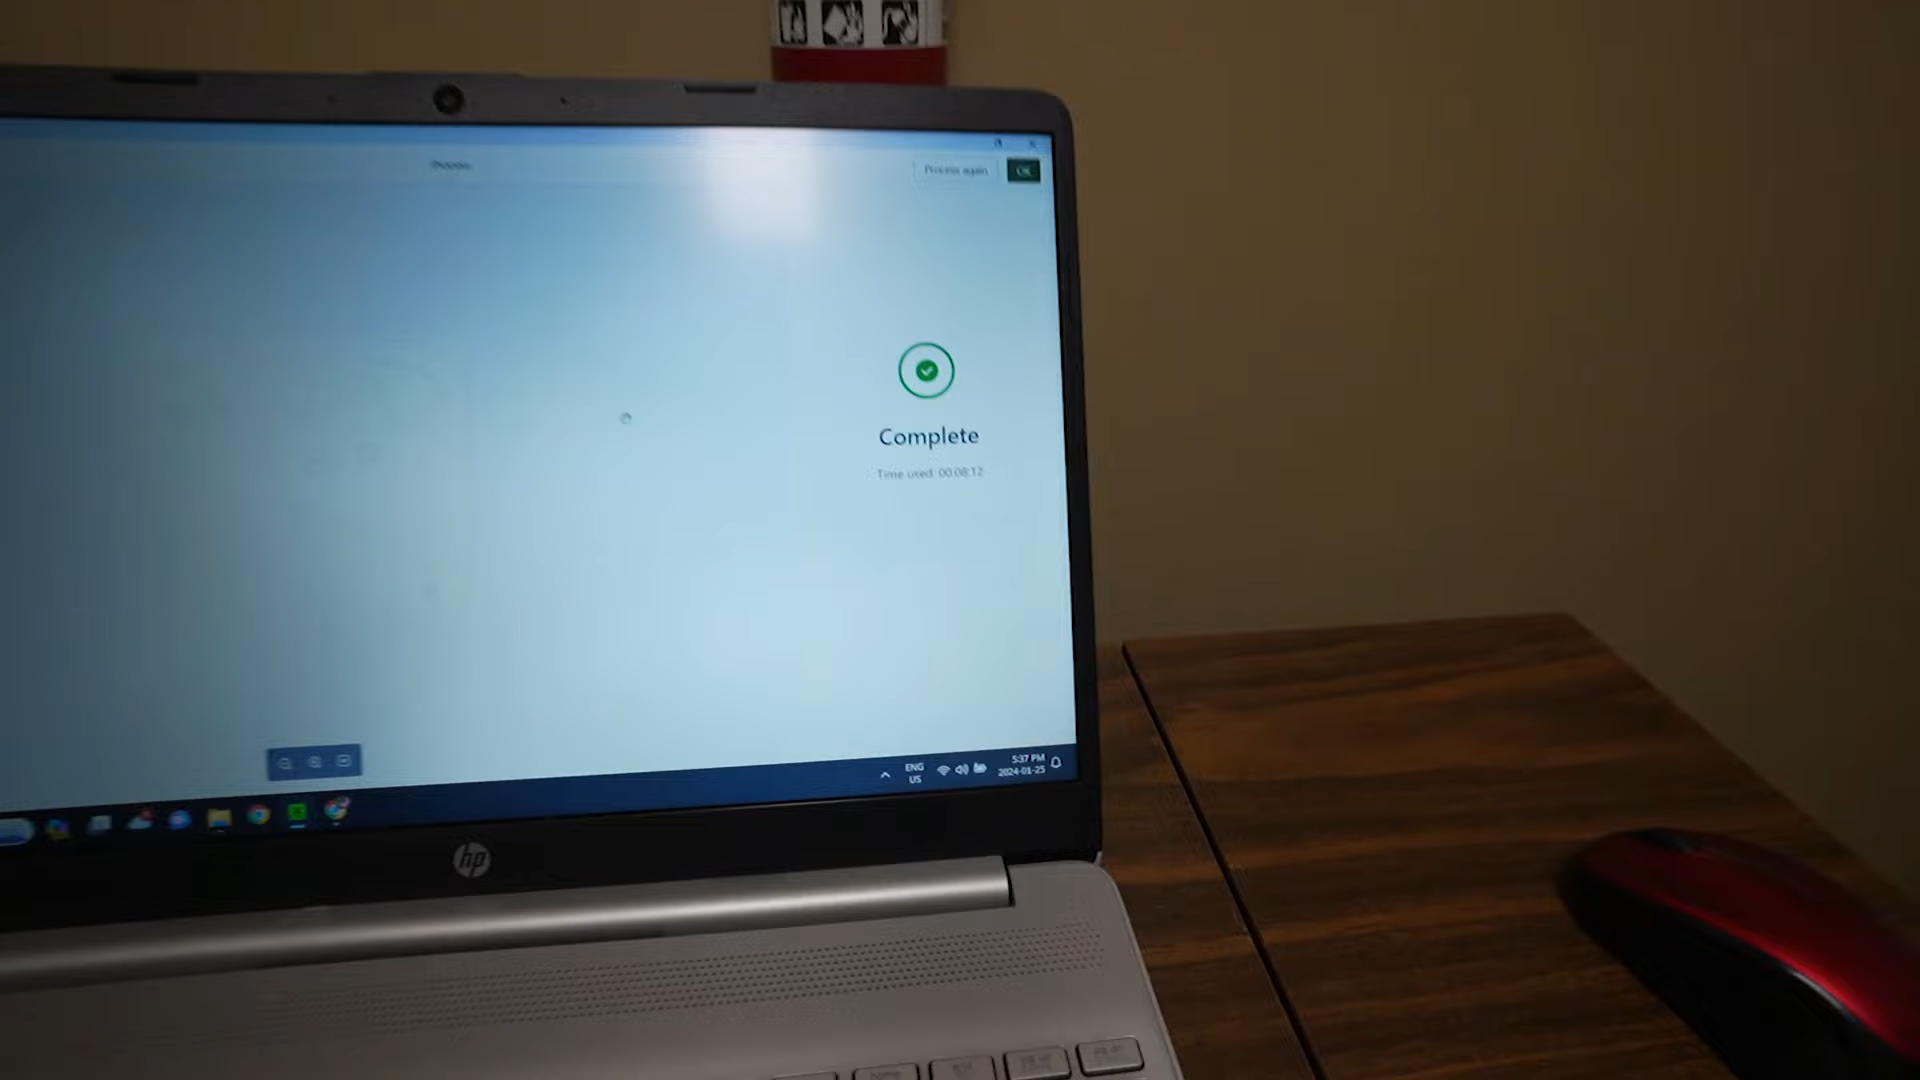 Process again
OK
Complete
Time used: 00:08:12
ENG
US
5:37 PM
2024-01-25
hp